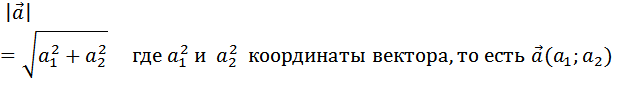 |a⃗|
= √(a₁² + a₂²) где a₁² и a₂² координаты вектора, то есть a⃗(a₁; a₂)